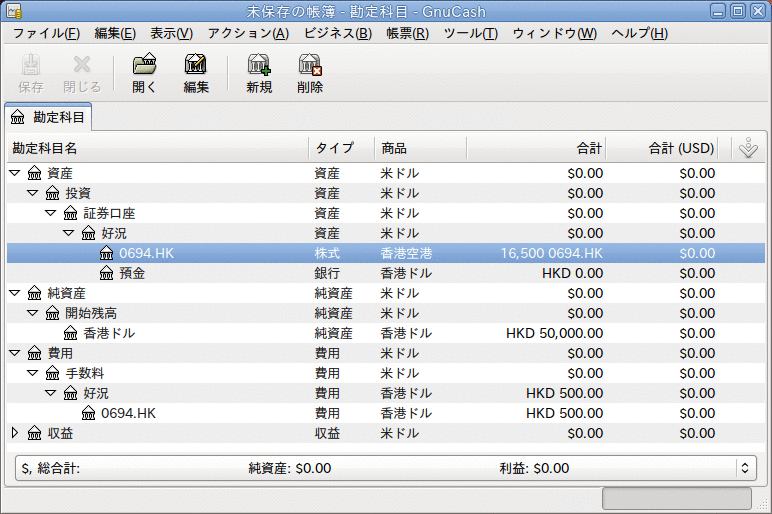 未保存の帳簿 - 勘定科目 - GnuCash
ファイル(F) 編集(E) 表示(V) アクション(A) ビジネス(B) 帳票(R) ツール(T) ウィンドウ(W) ヘルプ(H)
保存 閉じる 開く 編集 新規 削除
勘定科目
勘定科目名 タイプ 商品 合計 合計 (USD)
資産 資産 米ドル $0.00 $0.00
投資 資産 米ドル $0.00 $0.00
証券口座 資産 米ドル $0.00 $0.00
好況 資産 米ドル $0.00 $0.00
0694.HK 株式 香港空港 16,500 0694.HK $0.00
預金 銀行 香港ドル HKD 0.00 $0.00
純資産 純資産 米ドル $0.00 $0.00
開始残高 純資産 米ドル $0.00 $0.00
香港ドル 純資産 香港ドル HKD 50,000.00 $0.00
費用 費用 米ドル $0.00 $0.00
手数料 費用 米ドル $0.00 $0.00
好況 費用 香港ドル HKD 500.00 $0.00
0694.HK 費用 香港ドル HKD 500.00 $0.00
収益 収益 米ドル $0.00 $0.00
$, 総合計: 純資産: $0.00 利益: $0.00